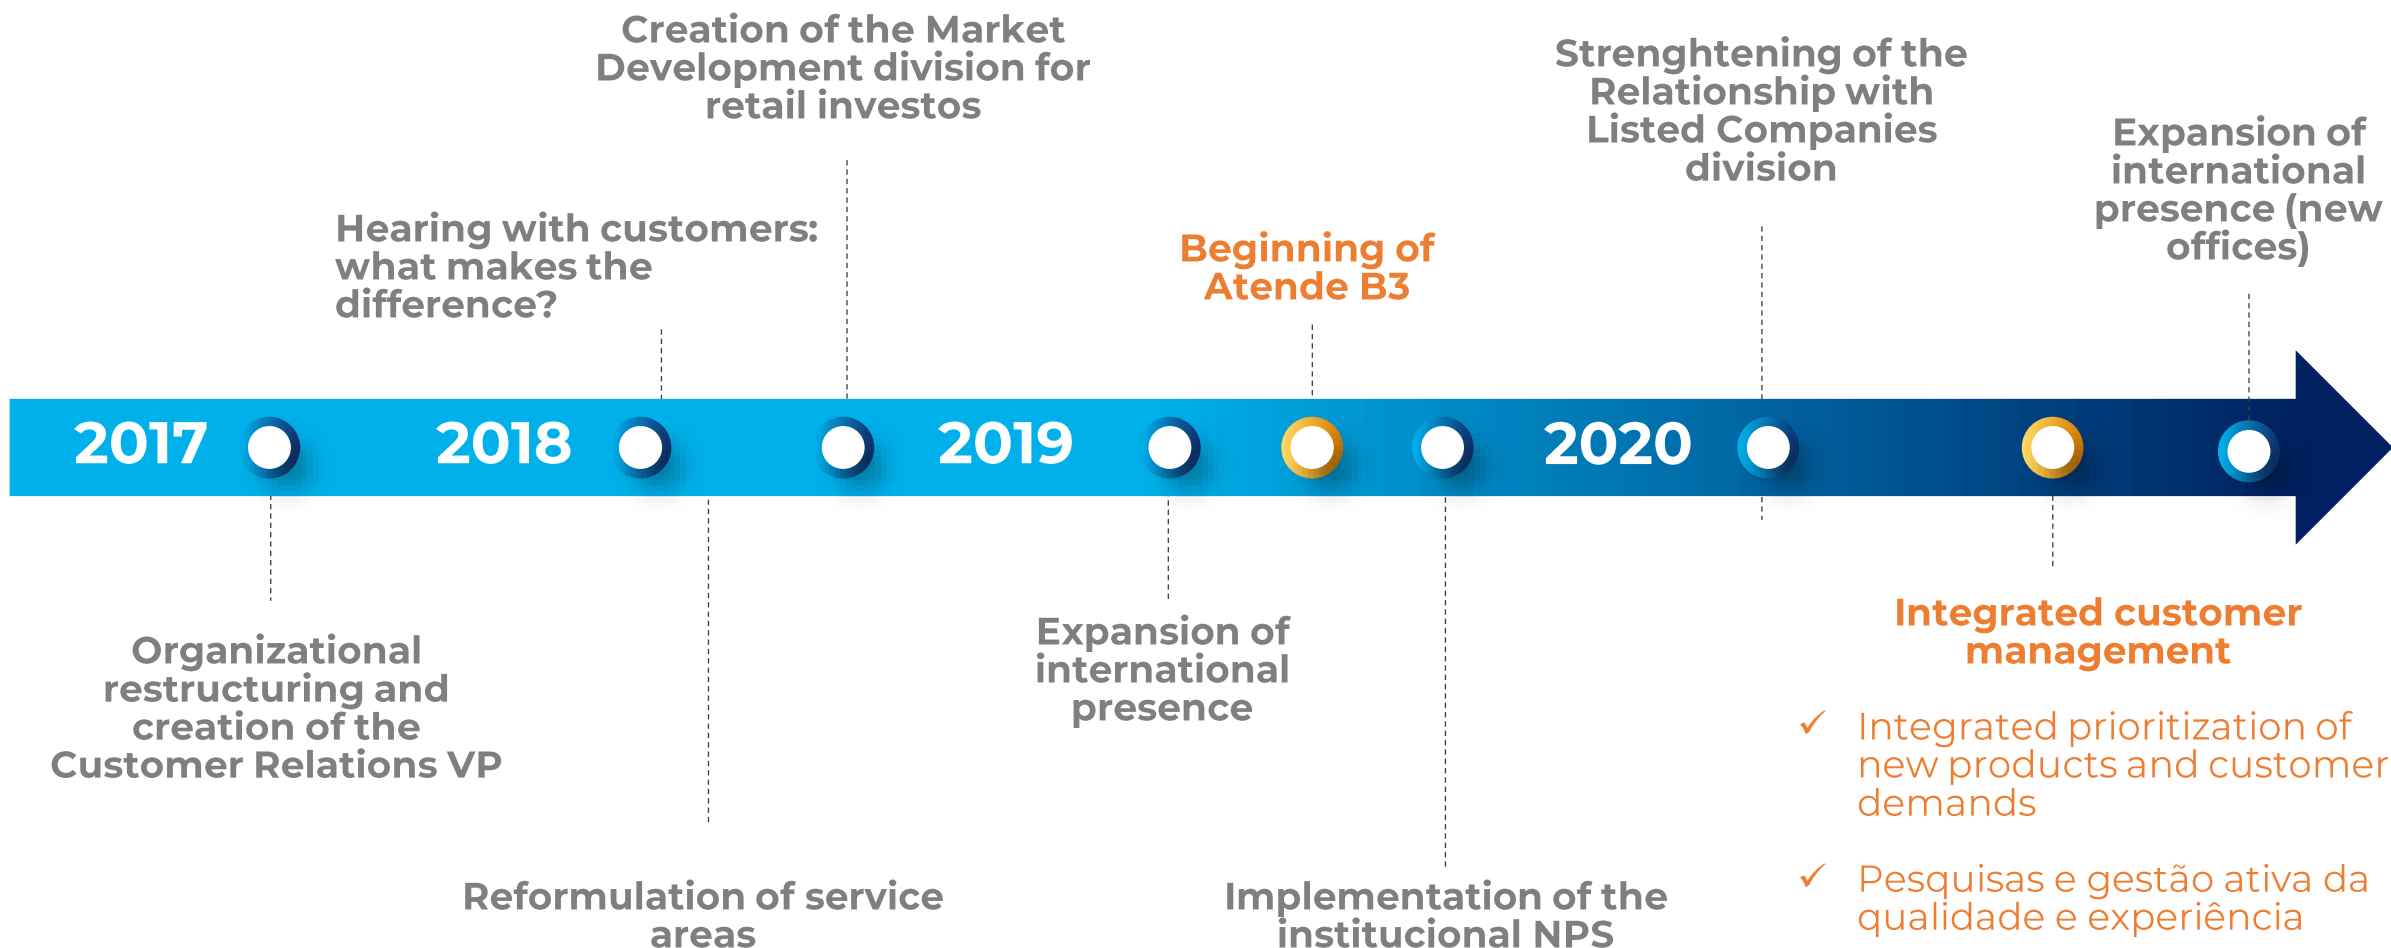 Creation of the Market
Development division for
retail investos
Strenghtening of the
Relationship with
Listed Companies
division
Expansion of
international
presence (new
offices)
Hearing with customers:
what makes the
difference?
Beginning of
Atende B3
2017
2018
2019
2020
Organizational
restructuring and
creation of the
Customer Relations VP
Expansion of
international
presence
Integrated customer
management
✓ Integrated prioritization of
new products and customer
demands
Reformulation of service
areas
Implementation of the
institucional NPS
✓ Pesquisas e gestão ativa da
qualidade e experiência